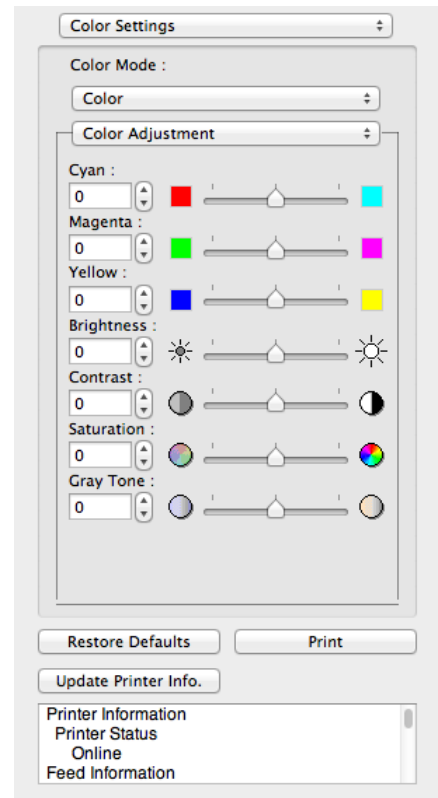 Color Settings
Color Mode :
Color
Color Adjustment
Cyan :
0
Magenta :
0
Yellow :
0
Brightness :
0
Contrast :
0
Saturation :
0
Gray Tone :
0
Restore Defaults Print
Update Printer Info.
Printer Information
Printer Status
Online
Feed Information